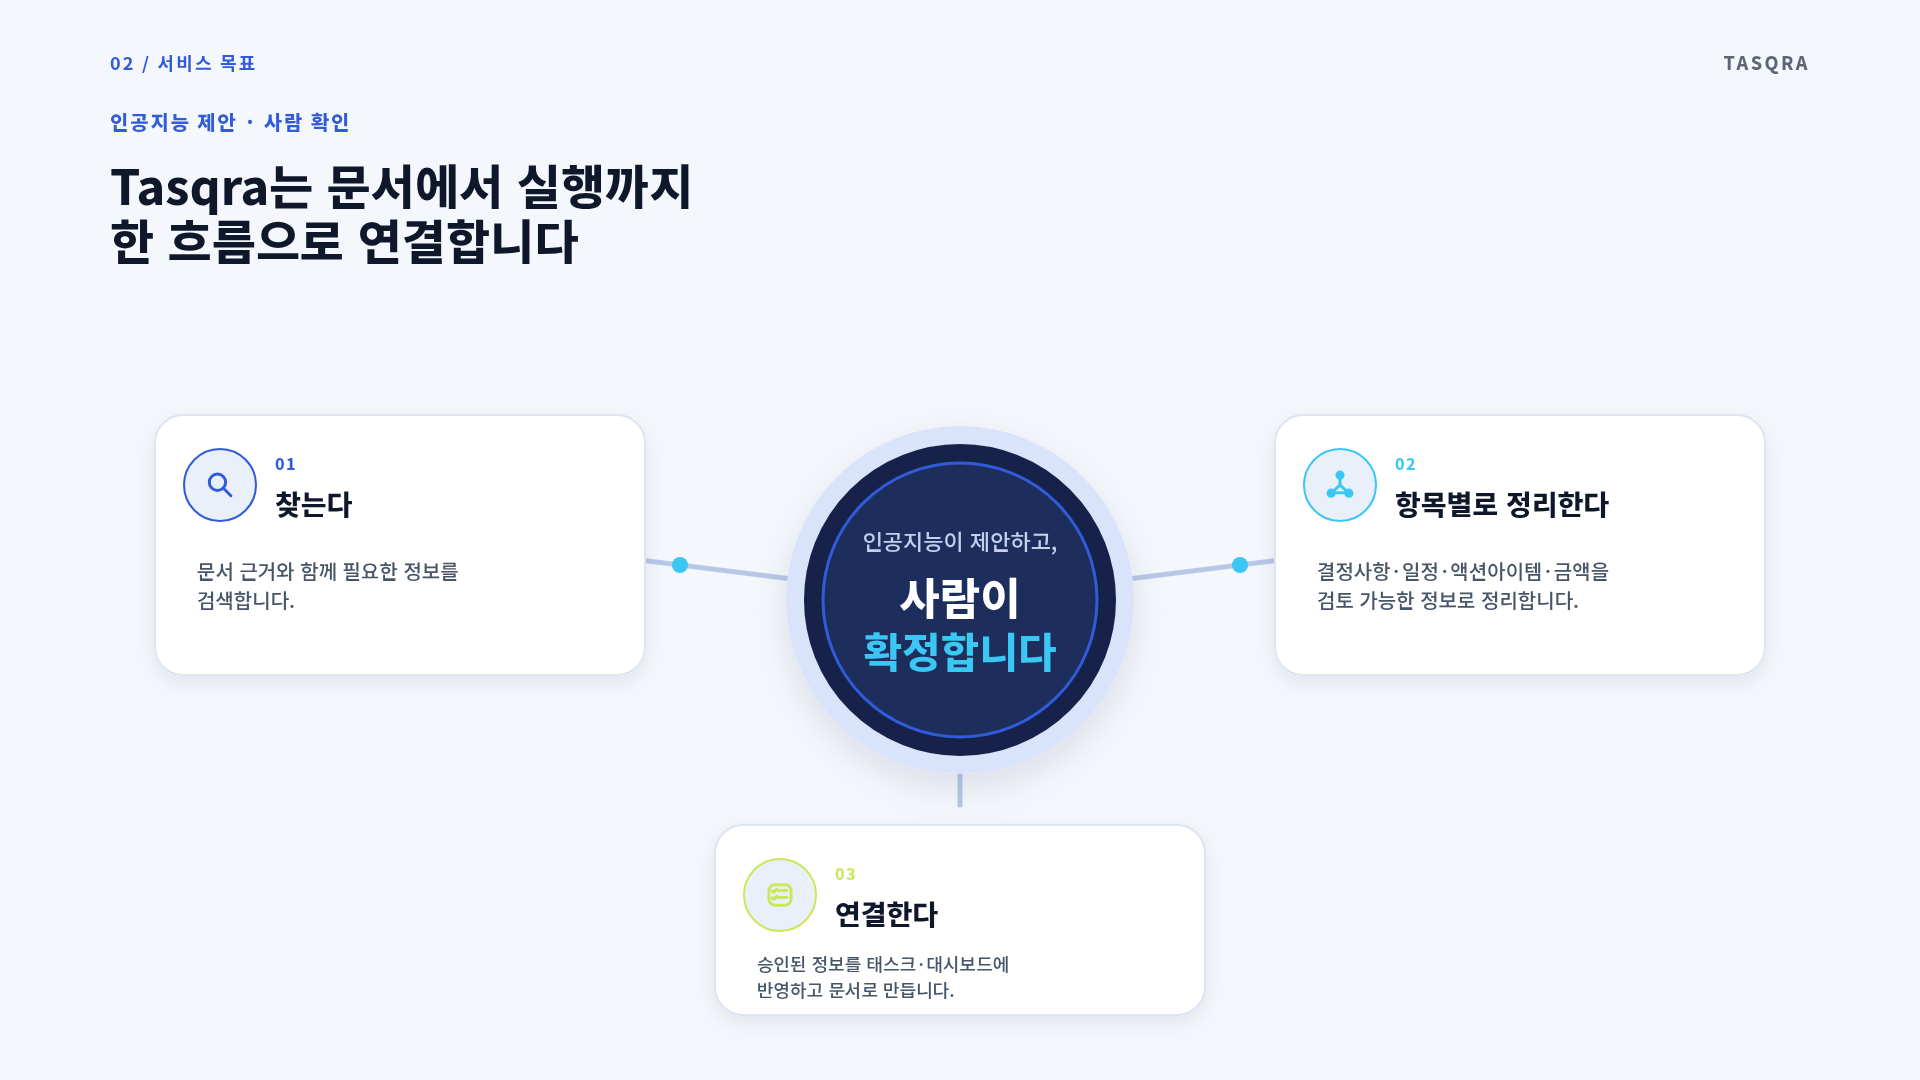 02 / 서비스 목표
TASQRA
인공지능 제안 · 사람 확인
Tasqra는 문서에서 실행까지
한 흐름으로 연결합니다
01
찾는다
문서 근거와 함께 필요한 정보를
검색합니다.
인공지능이 제안하고,
사람이
확정합니다
02
항목별로 정리한다
결정사항·일정·액션아이템·금액을
검토 가능한 정보로 정리합니다.
03
연결한다
승인된 정보를 태스크·대시보드에
반영하고 문서로 만듭니다.